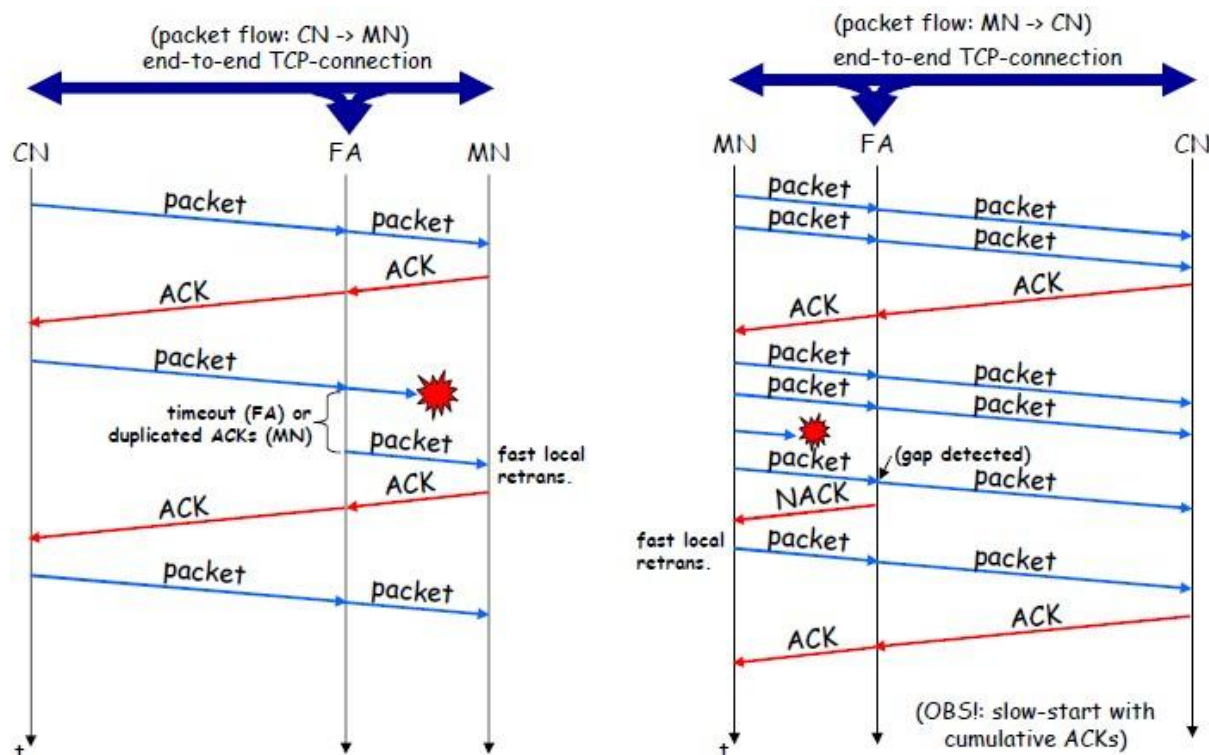 (packet flow: CN -> MN)
end-to-end TCP-connection
CN
FA
MN
packet
packet
ACK
ACK
packet
timeout (FA) or
duplicated ACKs (MN)
packet
fast local
retrans.
ACK
ACK
packet
packet
t
(packet flow: MN -> CN)
end-to-end TCP-connection
MN
FA
CN
packet
packet
packet
packet
ACK
ACK
packet
packet
packet
packet
packet
(gap detected)
packet
NACK
fast local
retrans.
packet
packet
ACK
ACK
(OBS!: slow-start with
cumulative ACKs)
t